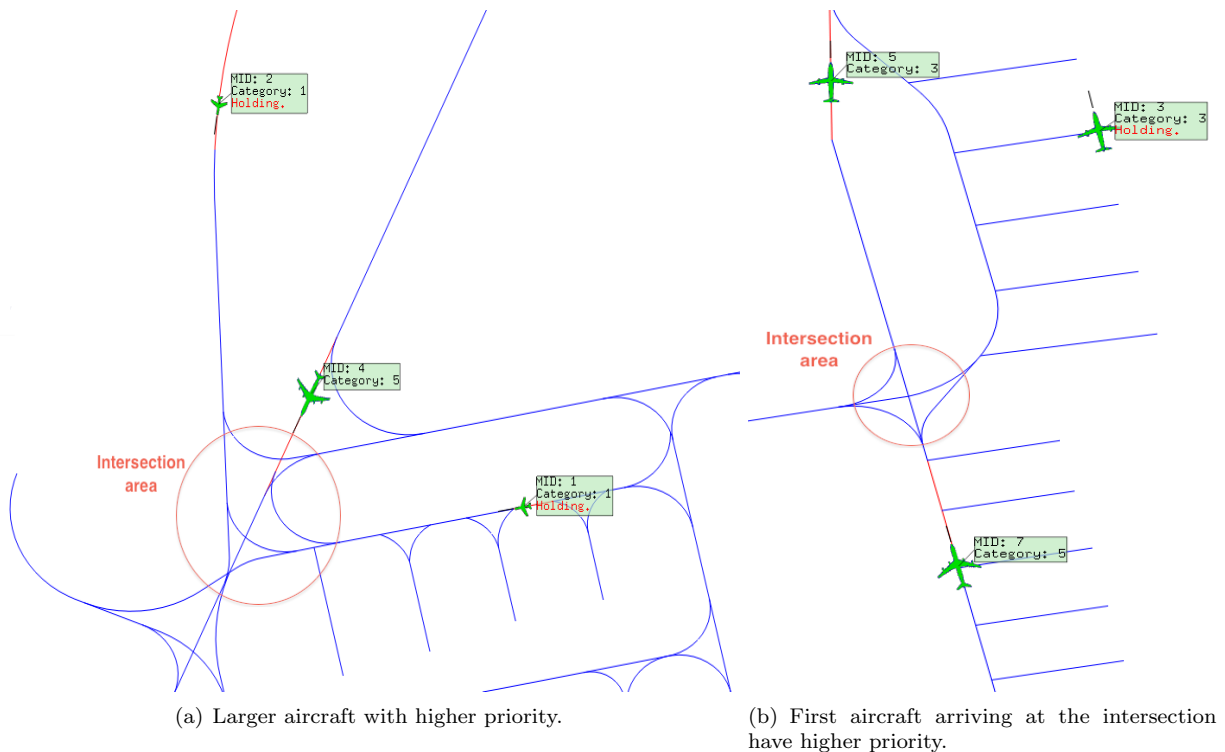 MID: 2
Category: 1
Holding.
MID: 4
Category: 5
Intersection
area
MID: 1
Category: 1
Holding.
(a) Larger aircraft with higher priority.
MID: 5
Category: 3
MID: 3
Category: 3
Holding.
Intersection
area
MID: 7
Category: 5
(b) First aircraft arriving at the intersection
have higher priority.